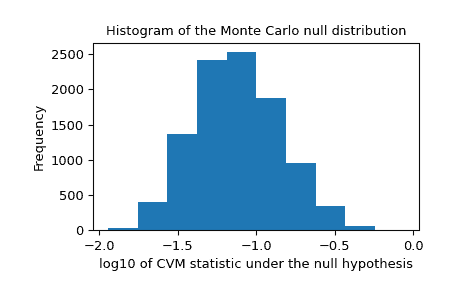 Histogram of the Monte Carlo null distribution
Frequency
2500
2000
1500
1000
500
0
−2.0 −1.5 −1.0 −0.5 0.0
log10 of CVM statistic under the null hypothesis